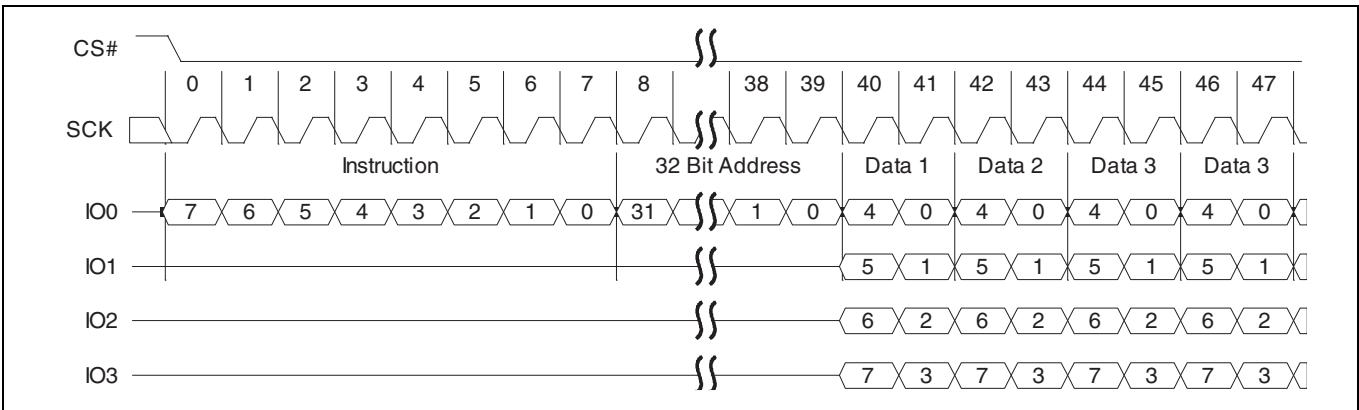 CS#
0 1 2 3 4 5 6 7 8 38 39 40 41 42 43 44 45 46 47
SCK
Instruction 32 Bit Address Data 1 Data 2 Data 3 Data 3
IO0 7 6 5 4 3 2 1 0 31 1 0 4 0 4 0 4 0 4 0
IO1 5 1 5 1 5 1 5 1
IO2 6 2 6 2 6 2 6 2
IO3 7 3 7 3 7 3 7 3